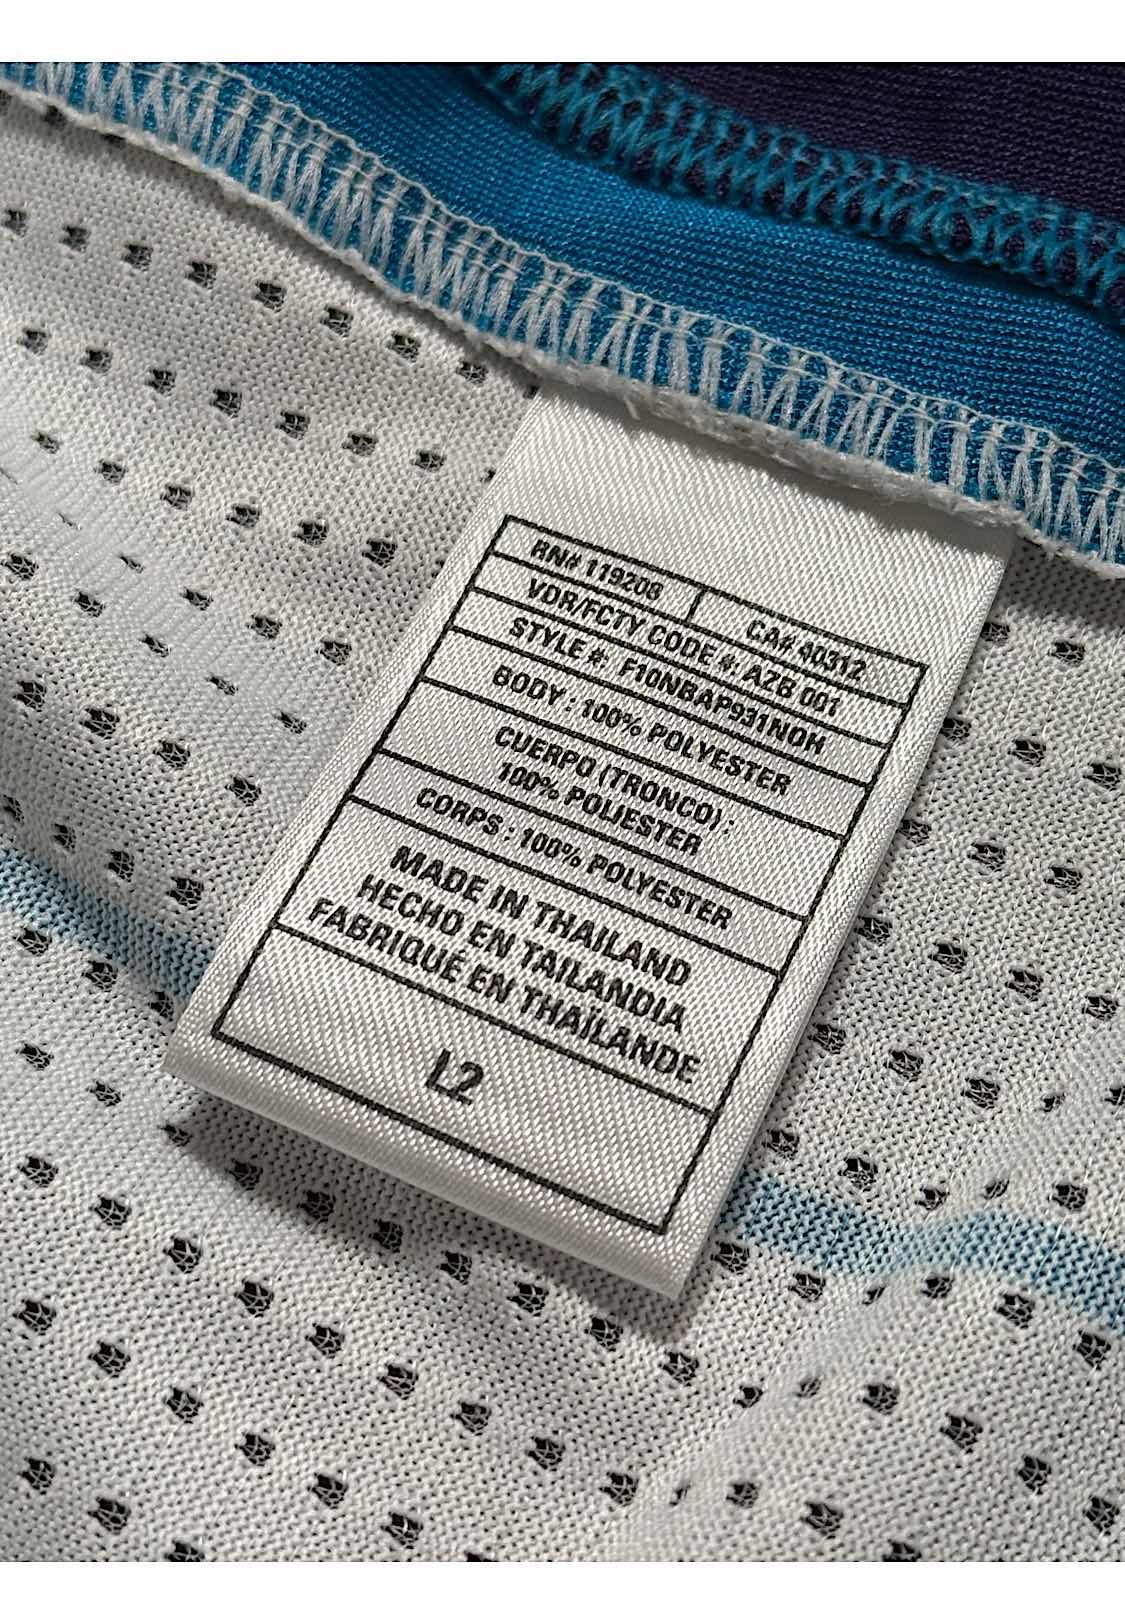 RN# 119208 CA# 40312
VDR/FCTY CODE #: AZB 001
STYLE #: F10NBAP931NOH
BODY : 100% POLYESTER
CUERPO (TRONCO) :
100% POLIESTER
CORPS : 100% POLYESTER
MADE IN THAILAND
HECHO EN TAILANDIA
FABRIQUÉ EN THAÏLANDE
L2